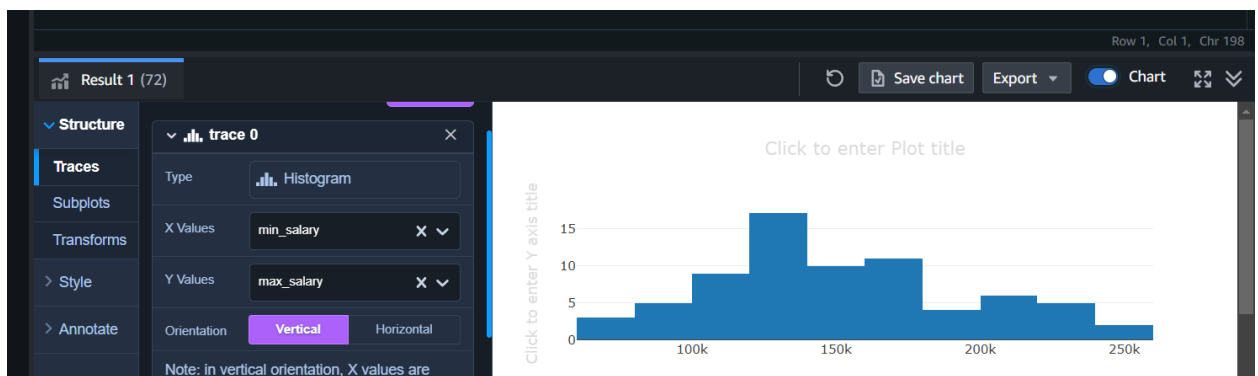 Row 1, Col 1, Chr 198
Result 1 (72)
Save chart
Export
Chart
Structure
Traces
Subplots
Transforms
Style
Annotate
trace 0
Type
Histogram
X Values
min_salary
Y Values
max_salary
Orientation
Vertical
Horizontal
Note: in vertical orientation, X values are
Click to enter Plot title
Click to enter Y axis title
15
10
5
0
100k
150k
200k
250k